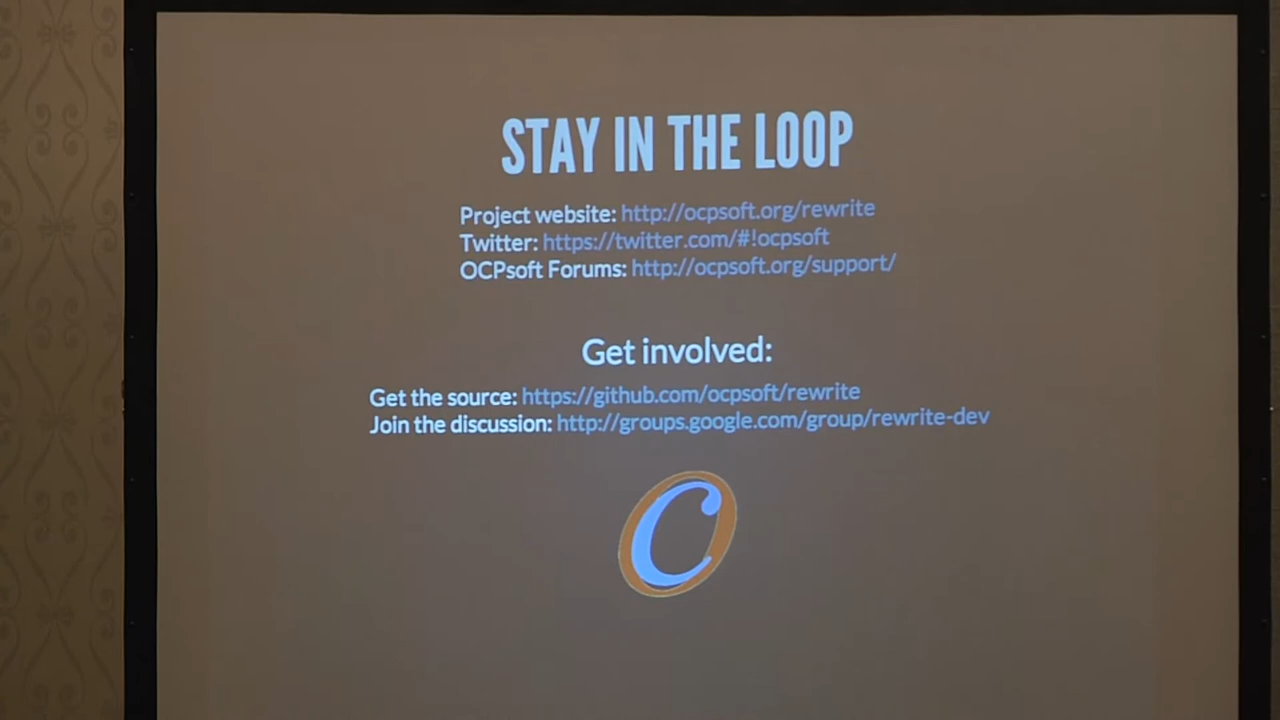 STAY IN THE LOOP
Project website: http://ocpsoft.org/rewrite
Twitter: https://twitter.com/#!ocpsoft
OCPsoft Forums: http://ocpsoft.org/support/
Get involved:
Get the source: https://github.com/ocpsoft/rewrite
Join the discussion: http://groups.google.com/group/rewrite-dev
C